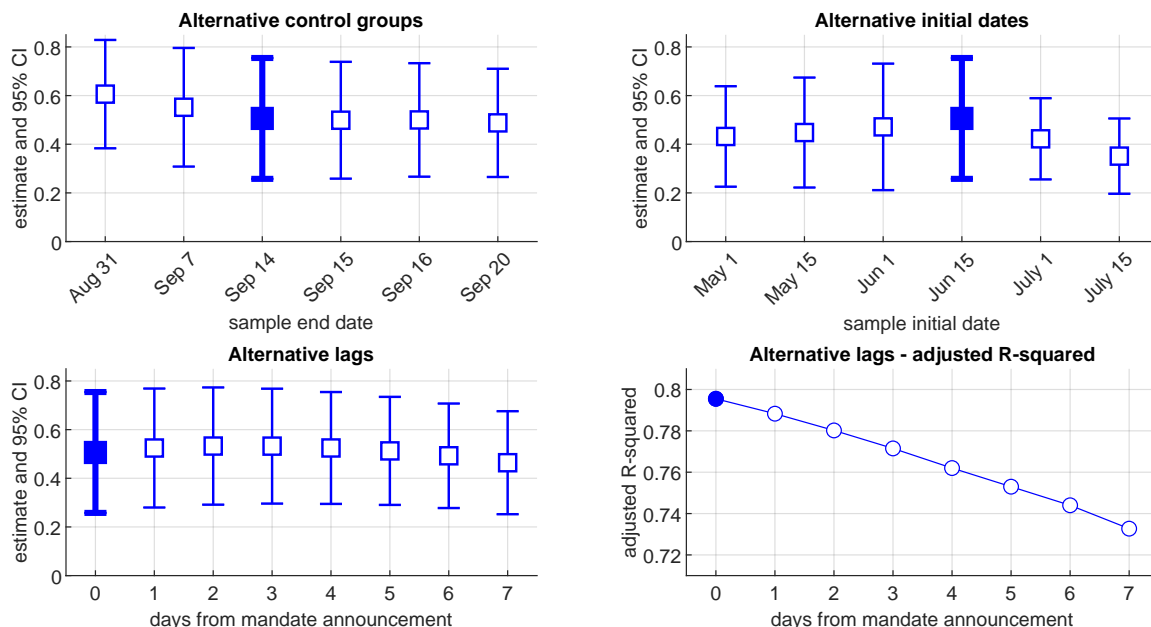 Alternative control groups
estimate and 95% CI
0.8
0.6
0.4
0.2
0
Aug 31
Sep 7
Sep 14
Sep 15
Sep 16
Sep 20
sample end date
Alternative initial dates
estimate and 95% CI
0.8
0.6
0.4
0.2
0
May 1
May 15
Jun 1
Jun 15
July 1
July 15
sample initial date
Alternative lags
estimate and 95% CI
0.8
0.6
0.4
0.2
0
0 1 2 3 4 5 6 7
days from mandate announcement
Alternative lags - adjusted R-squared
adjusted R-squared
0.8
0.78
0.76
0.74
0.72
0 1 2 3 4 5 6 7
days from mandate announcement